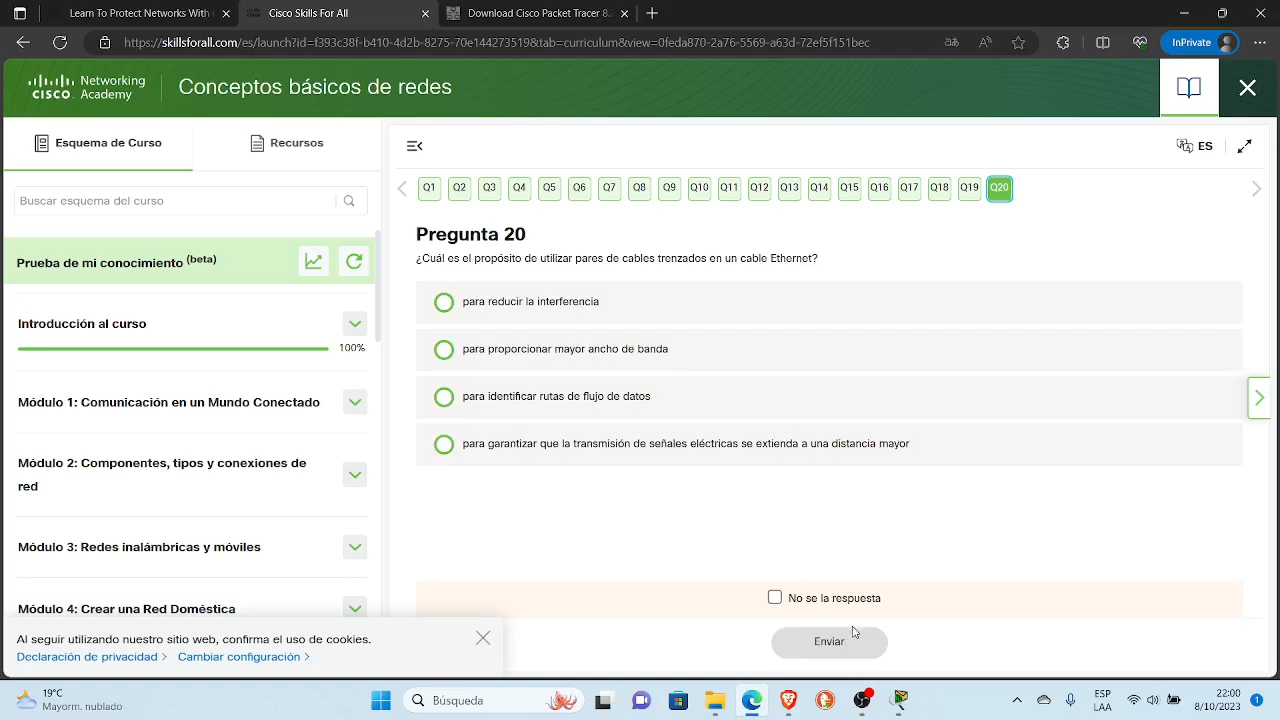 Learn To Protect Networks With
Cisco Skills For All
Download Cisco Packet Tracer 8.
https://skillsforall.com/es/launch?id=f393c38f-b410-4d2b-8275-70e144273519&tab=curriculum&view=0feda870-2a76-5569-a63d-72ef5f151bec
InPrivate
Networking
Academy
CISCO
Conceptos básicos de redes
Esquema de Curso
Recursos
ES
Buscar esquema del curso
Q1 Q2 Q3 Q4 Q5 Q6 Q7 Q8 Q9 Q10 Q11 Q12 Q13 Q14 Q15 Q16 Q17 Q18 Q19 Q20
Prueba de mi conocimiento (beta)
Introducción al curso
100%
Módulo 1: Comunicación en un Mundo Conectado
Módulo 2: Componentes, tipos y conexiones de
red
Módulo 3: Redes inalámbricas y móviles
Módulo 4: Crear una Red Doméstica
Pregunta 20
¿Cuál es el propósito de utilizar pares de cables trenzados en un cable Ethernet?
para reducir la interferencia
para proporcionar mayor ancho de banda
para identificar rutas de flujo de datos
para garantizar que la transmisión de señales eléctricas se extienda a una distancia mayor
No se la respuesta
Enviar
Al seguir utilizando nuestro sitio web, confirma el uso de cookies.
Declaración de privacidad > Cambiar configuración >
19°C
Mayorm. nublado
Búsqueda
ESP
LAA
22:00
8/10/2023
1